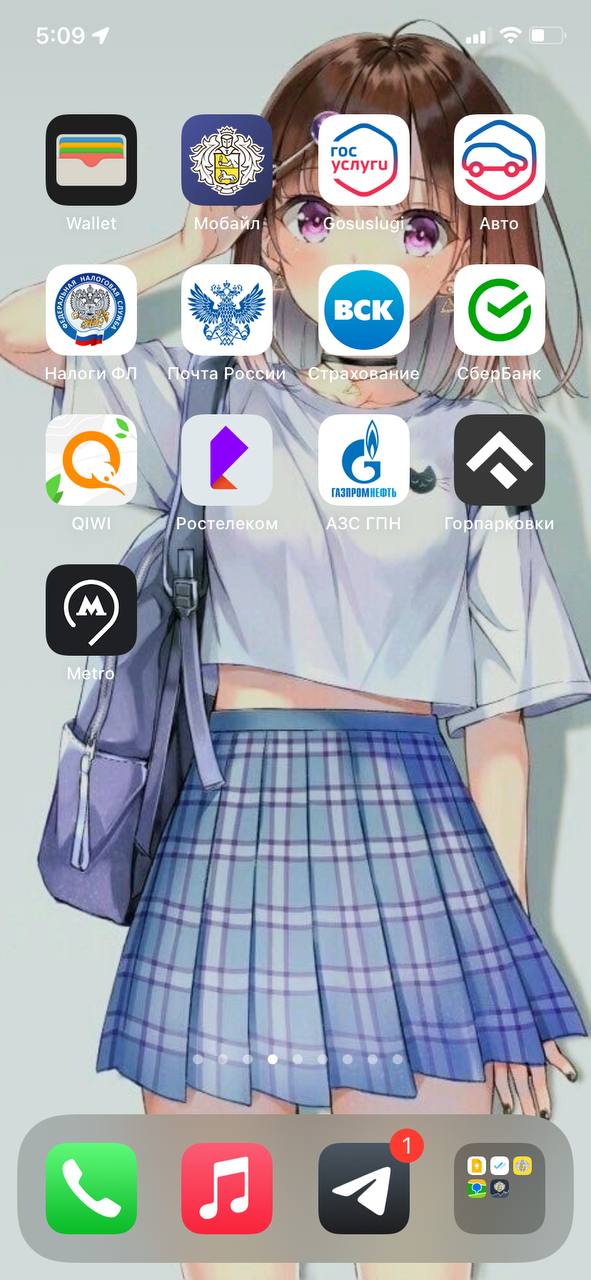 5:09
Wallet
Мобайл
гос
услуги
Gosuslugi
Авто
ФЕДЕРАЛЬНАЯ НАЛОГОВАЯ СЛУЖБА
Налоги ФЛ
Почта России
ВСК
Страхование
СберБанк
QIWI
Ростелеком
ГАЗПРОМНЕФТЬ
АЗС ГПН
Горпарковки
М
Metro
1